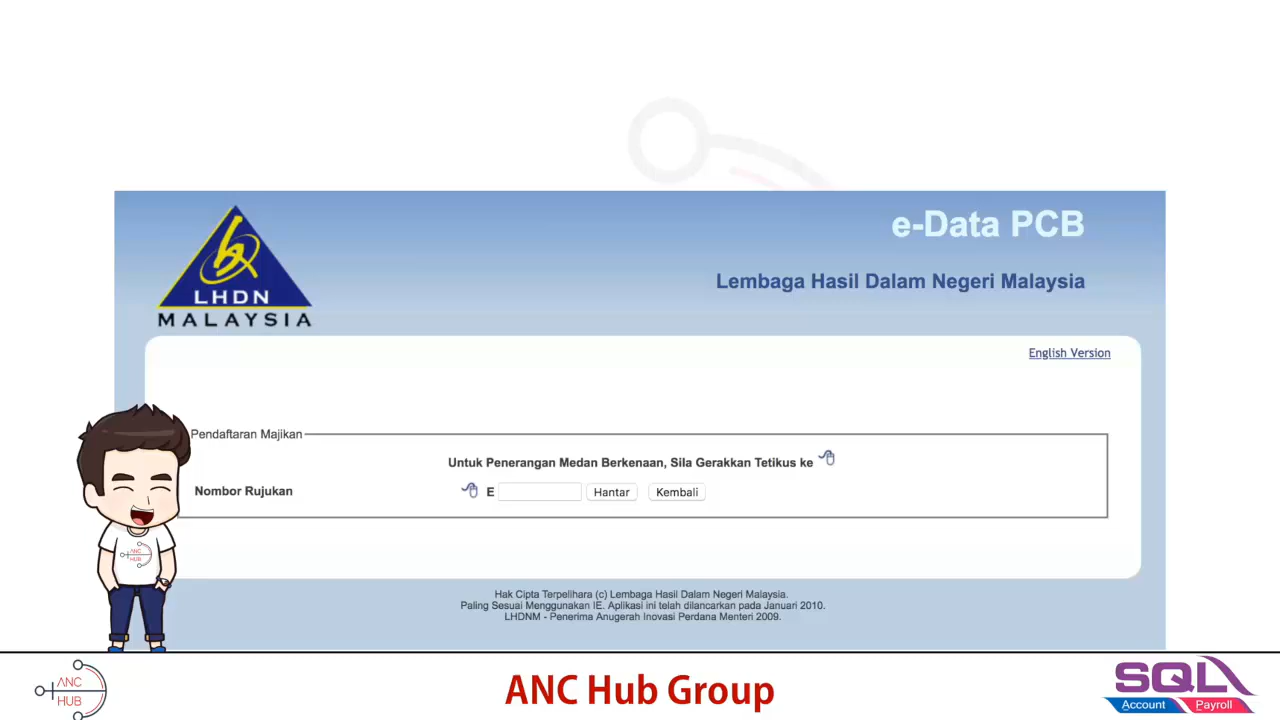 e-Data PCB
Lembaga Hasil Dalam Negeri Malaysia
LHDN
MALAYSIA
English Version
Pendaftaran Majikan
Untuk Penerangan Medan Berkenaan, Sila Gerakkan Tetikus ke
Nombor Rujukan
E
Hantar
Kembali
ANC
HUB
Hak Cipta Terpelihara (c) Lembaga Hasil Dalam Negeri Malaysia.
Paling Sesuai Menggunakan IE. Aplikasi ini telah dilancarkan pada Januari 2010.
LHDNM - Penerima Anugerah Inovasi Perdana Menteri 2009.
ANC
HUB
ANC Hub Group
SQL
Account
Payroll